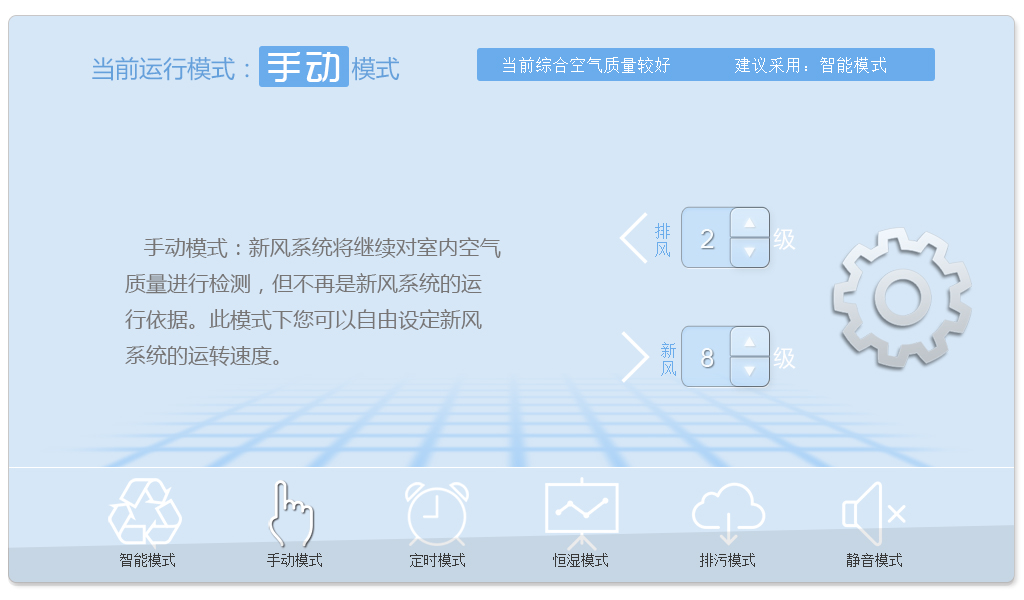 当前运行模式：手动模式
当前综合空气质量较好 建议采用：智能模式
手动模式：新风系统将继续对室内空气
质量进行检测，但不再是新风系统的运
行依据。此模式下您可以自由设定新风
系统的运转速度。
排风 2 级
新风 8 级
智能模式 手动模式 定时模式 恒湿模式 排污模式 静音模式